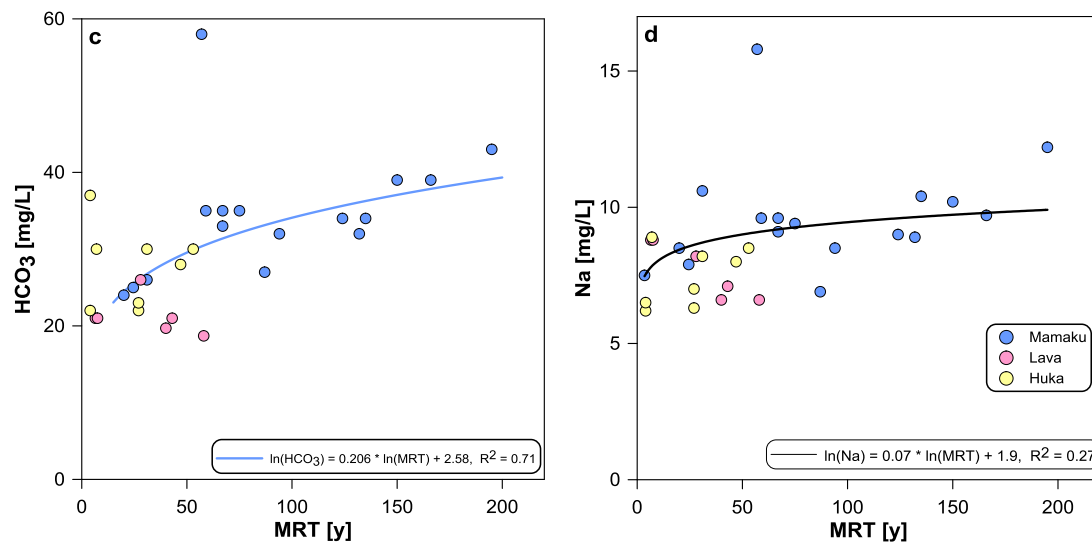 c
60
40
20
0
HCO3 [mg/L]
0 50 100 150 200
MRT [y]
ln(HCO3) = 0.206 * ln(MRT) + 2.58, R2 = 0.71
d
15
10
5
0
Na [mg/L]
0 50 100 150 200
MRT [y]
Mamaku
Lava
Huka
ln(Na) = 0.07 * ln(MRT) + 1.9, R2 = 0.27